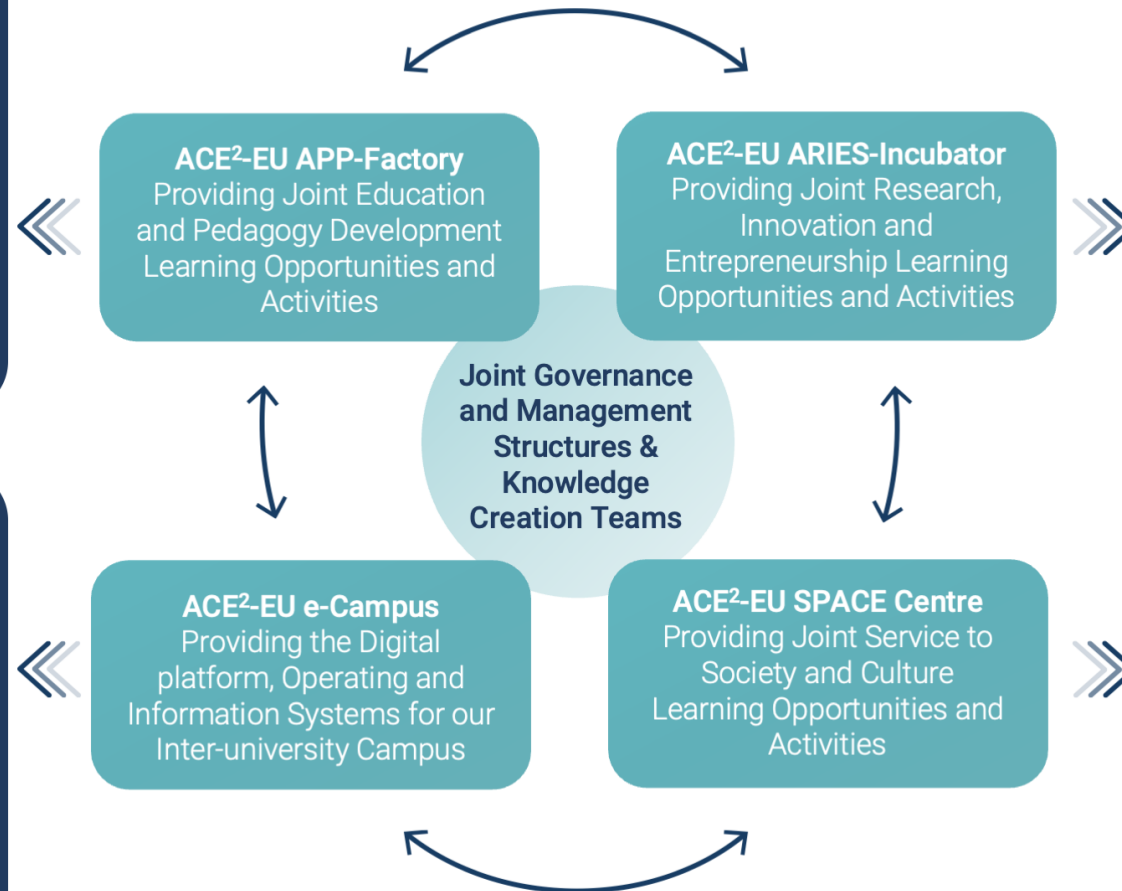 ACE²-EU APP-Factory
Providing Joint Education
and Pedagogy Development
Learning Opportunities and
Activities
ACE²-EU ARIES-Incubator
Providing Joint Research,
Innovation and
Entrepreneurship Learning
Opportunities and Activities
Joint Governance
and Management
Structures &
Knowledge
Creation Teams
ACE²-EU e-Campus
Providing the Digital
platform, Operating and
Information Systems for our
Inter-university Campus
ACE²-EU SPACE Centre
Providing Joint Service to
Society and Culture
Learning Opportunities and
Activities